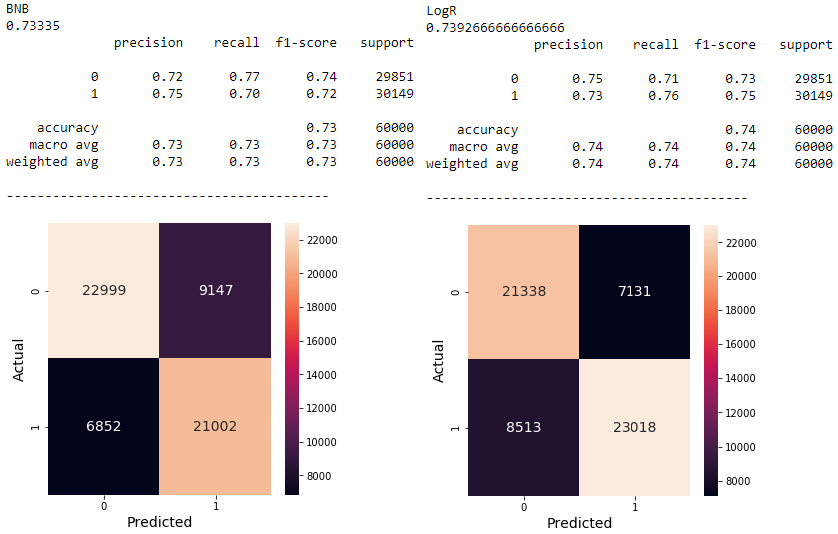 BNB
0.73335
precision recall f1-score support
0 0.72 0.77 0.74 29851
1 0.75 0.70 0.72 30149
accuracy 0.73 60000
macro avg 0.73 0.73 0.73 60000
weighted avg 0.73 0.73 0.73 60000
------------------------------------------
22999 9147
6852 21002
0
1
Actual
0 1
Predicted
22000
20000
18000
16000
14000
12000
10000
8000
LogR
0.7392666666666666
precision recall f1-score support
0 0.75 0.71 0.73 29851
1 0.73 0.76 0.75 30149
accuracy 0.74 60000
macro avg 0.74 0.74 0.74 60000
weighted avg 0.74 0.74 0.74 60000
------------------------------------------
21338 7131
8513 23018
0
1
Actual
0 1
Predicted
22000
20000
18000
16000
14000
12000
10000
8000